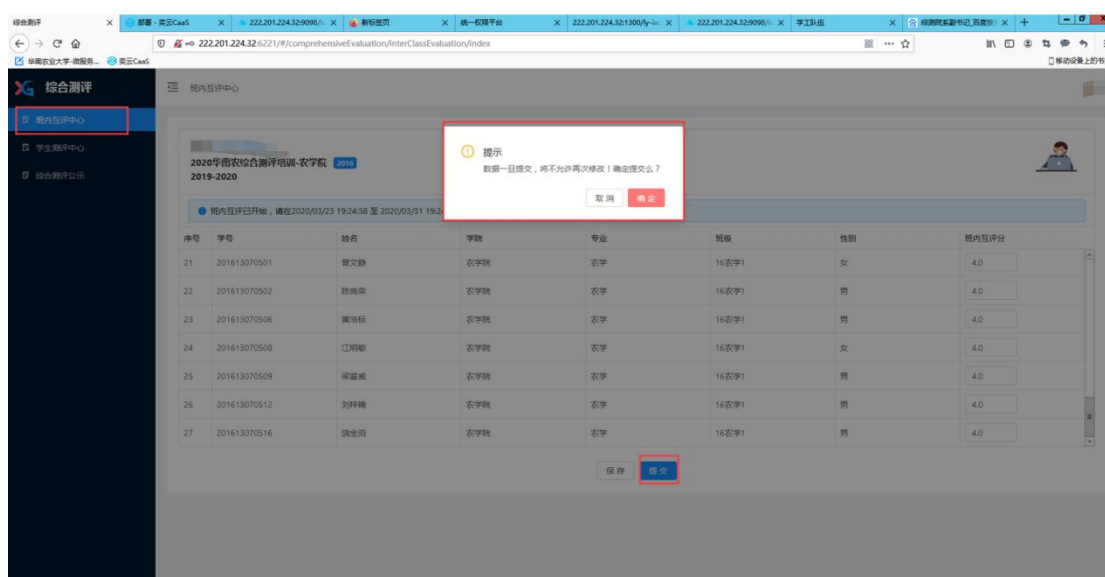 综合测评
部署 - 奕云CaaS
222.201.224.32:9098/
新标签页
统一权限平台
222.201.224.32:1300/ly-
222.201.224.32:9098/
学工队伍
222.201.224.32:6221/#/comprehensiveEvaluation/interClassEvaluation/index
华南农业大学-微服务...
奕云CaaS
移动设备上的书
XG 综合测评
班内互评中心
班内互评中心
学生测评中心
综合测评公示
2020华南农综合测评培训-农学院 2016
2019-2020
提示
数据一旦提交，将不允许再次修改！确定提交么？
取消 确定
班内互评已开始，请在2020/03/23 19:24:38 至 2020/03/31 19:2
序号 学号 姓名 学院 专业 班级 性别 班内互评分
21 201613070501 农学院 农学 16农学1 女 4.0
22 201613070502 农学院 农学 16农学1 男 4.0
23 201613070506 农学院 农学 16农学1 男 4.0
24 201613070508 江明敏 农学院 农学 16农学1 女 4.0
25 201613070509 农学院 农学 16农学1 男 4.0
26 201613070512 农学院 农学 16农学1 男 4.0
27 201613070516 农学院 农学 16农学1 男 4.0
保存 提交